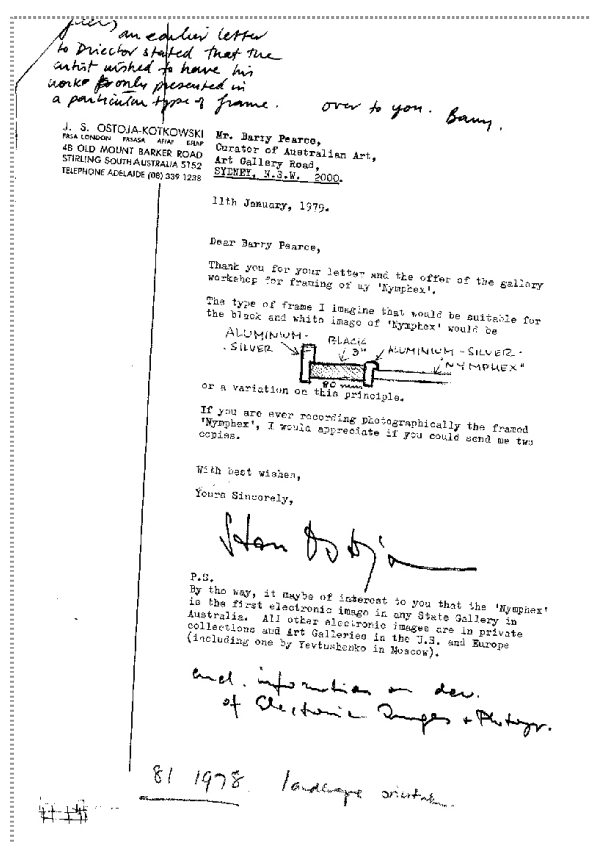 an earlier letter
to Director stated that the
artist wished to have his
works only presented in
a particular type of frame.
over to you. Barry.
J. S. OSTOJA-KOTKOWSKI
FRSA LONDON FRSASA AFIAP EFIAP
48 OLD MOUNT BARKER ROAD
STIRLING SOUTH AUSTRALIA 5152
TELEPHONE ADELAIDE (08) 339 1238
Mr. Barry Pearce,
Curator of Australian Art,
Art Gallery Road,
SYDNEY, N.S.W. 2000.
11th January, 1979.
Dear Barry Pearce,
Thank you for your letter and the offer of the gallery
workshop for framing of my 'Nymphex'.
The type of frame I imagine that would be suitable for
the black and white image of 'Nymphex' would be
ALUMINIUM-
SILVER
BLACK
3"
ALUMINIUM-SILVER-
'NYMPHEX"
80 mm
or a variation on this principle.
If you are ever recording photographically the framed
'Nymphex', I would appreciate if you could send me two
copies.
With best wishes,
Yours Sincerely,
Stan Ostoja
P.S.
By the way, it maybe of interest to you that the 'Nymphex'
is the first electronic image in any State Gallery in
Australia. All other electronic images are in private
collections and Art Galleries in the U.S. and Europe
(including one by Yevtushenko in Moscow).
encl. information on dev.
of Electronic Images + Photogr.
81 1978 landscape orientation